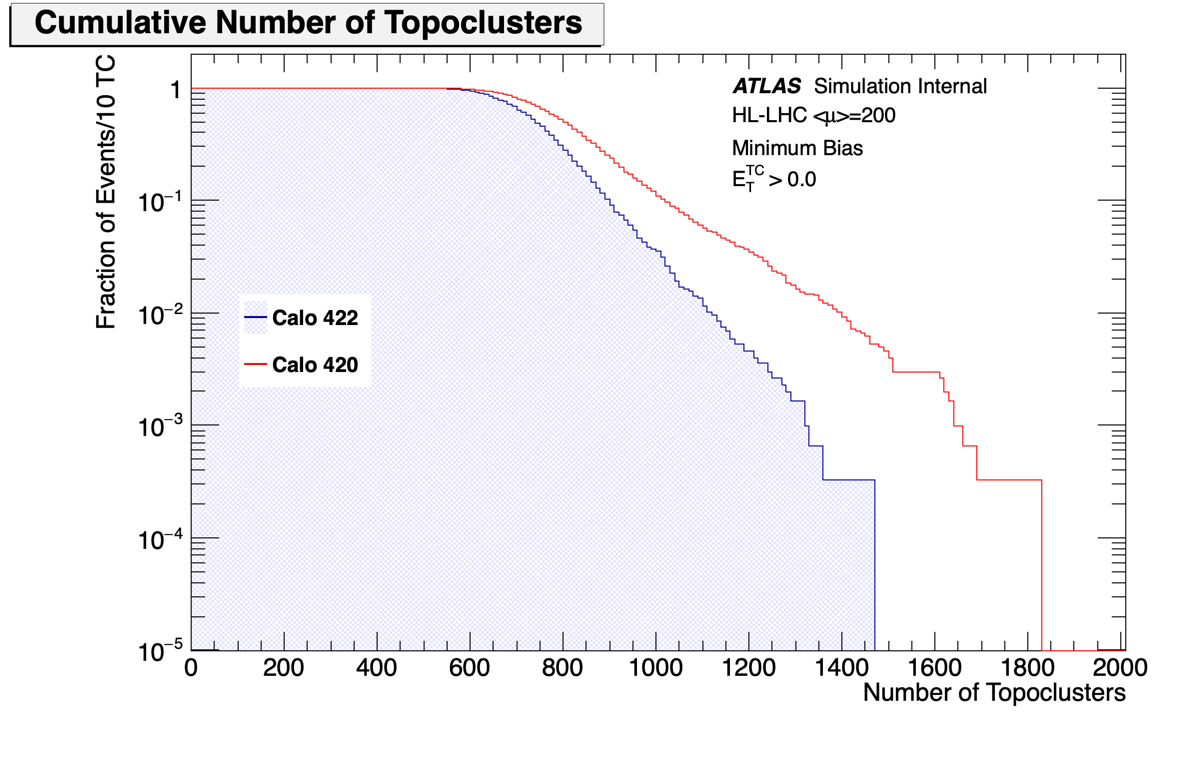 Cumulative Number of Topoclusters
Fraction of Events/10 TC
ATLAS Simulation Internal
HL-LHC <μ>=200
Minimum Bias
E_T^TC > 0.0
Calo 422
Calo 420
1
10^−1
10^−2
10^−3
10^−4
10^−5
0 200 400 600 800 1000 1200 1400 1600 1800 2000
Number of Topoclusters